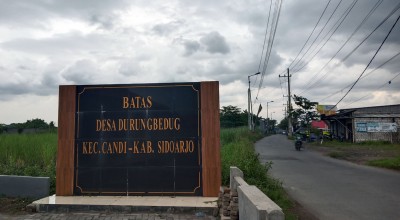 BATAS
DESA DURUNGBEDUG
KEC. CANDI - KAB. SIDOARJO